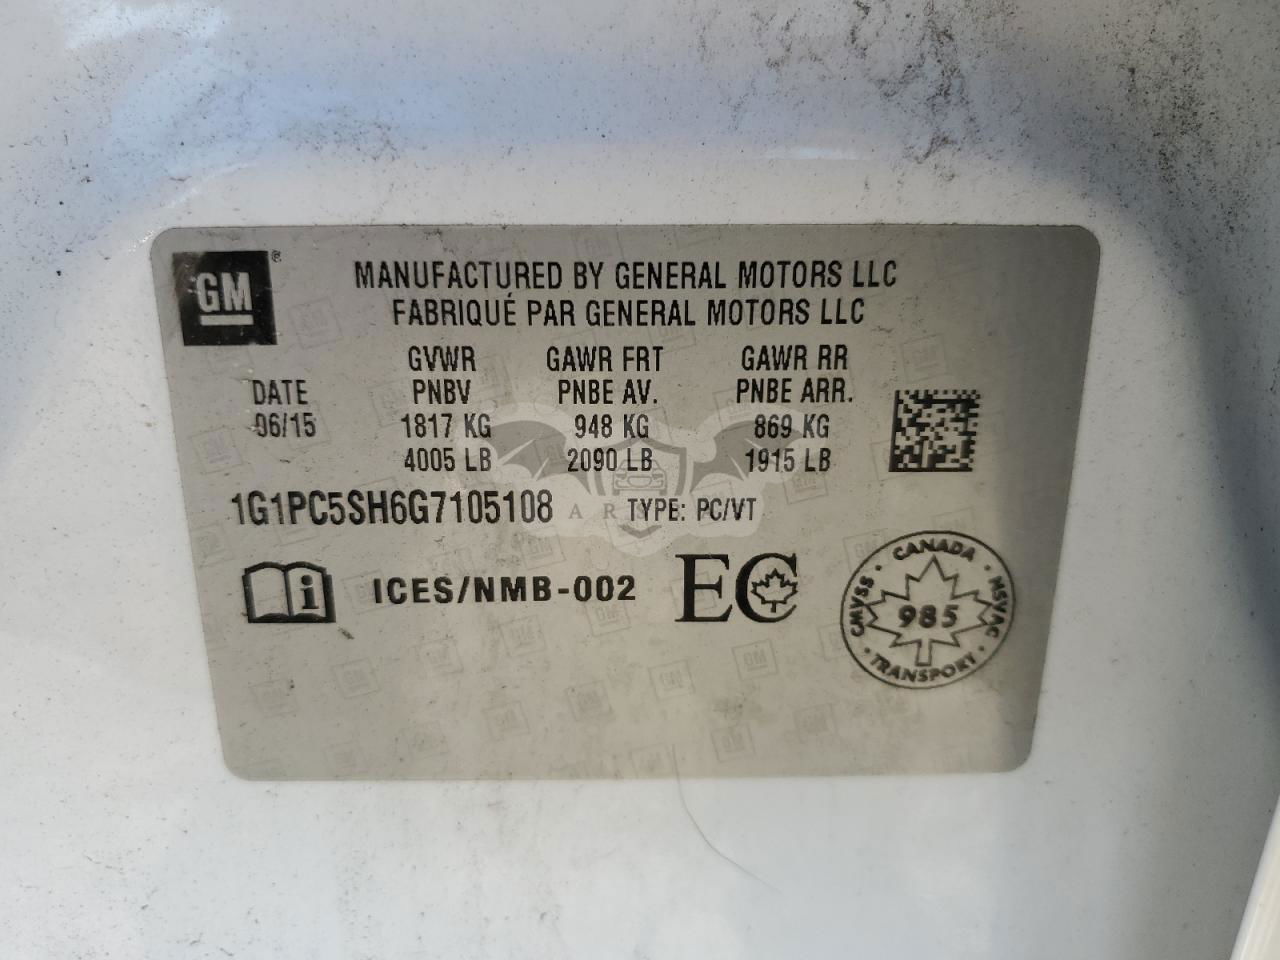 GM ®
MANUFACTURED BY GENERAL MOTORS LLC
FABRIQUÉ PAR GENERAL MOTORS LLC
GVWR GAWR FRT GAWR RR
DATE PNBV PNBE AV. PNBE ARR.
06/15 1817 KG 948 KG 869 KG
4005 LB 2090 LB 1915 LB
1G1PC5SH6G7105108 TYPE: PC/VT
i ICES/NMB-002 EC
CANADA
CMVSS 985 NSVAC
TRANSPORT